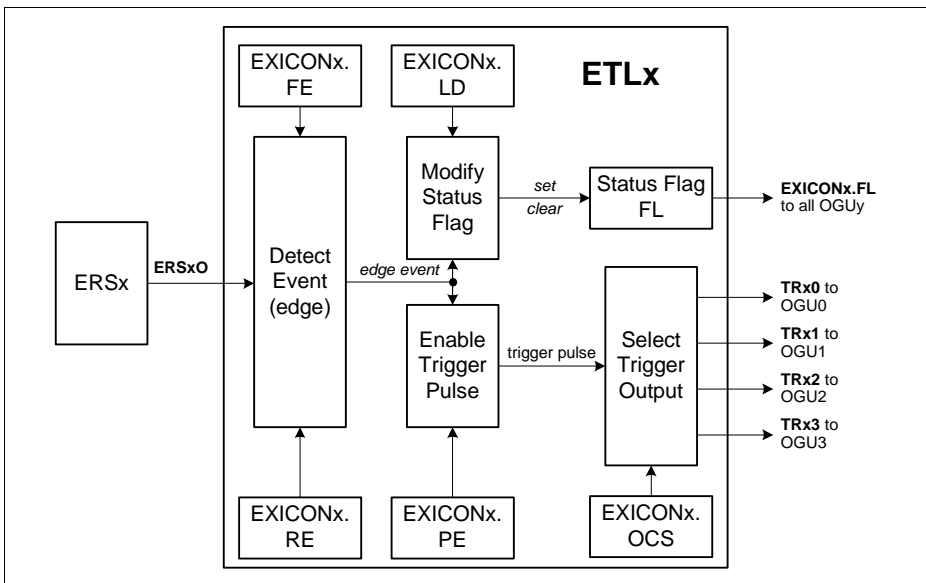 EXICONx.
FE
EXICONx.
LD
ETLx
Modify
Status
Flag
set
clear
Status Flag
FL
EXICONx.FL
to all OGUy
ERSx
ERSxO
Detect
Event
(edge)
edge event
Enable
Trigger
Pulse
trigger pulse
Select
Trigger
Output
TRx0 to
OGU0
TRx1 to
OGU1
TRx2 to
OGU2
TRx3 to
OGU3
EXICONx.
RE
EXICONx.
PE
EXICONx.
OCS